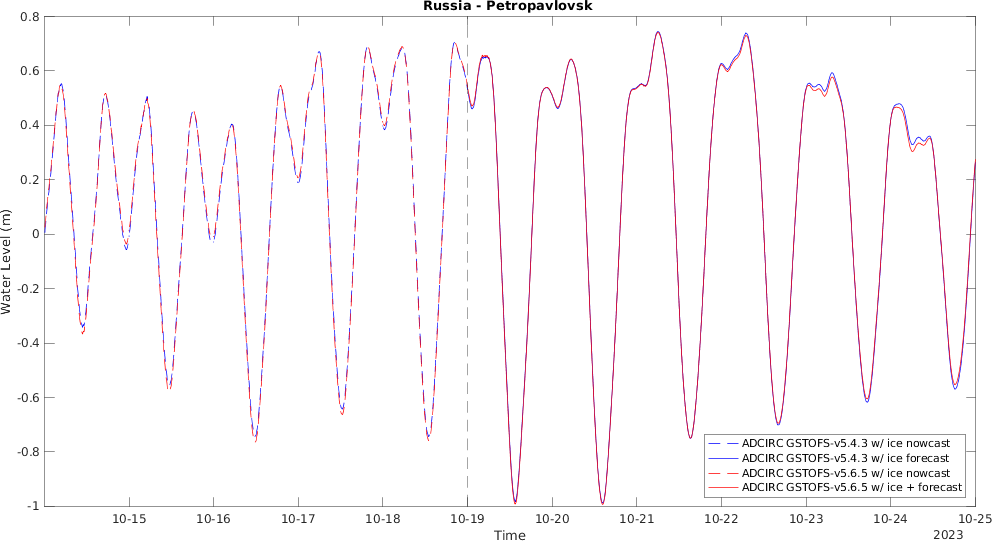 Russia - Petropavlovsk
0.8
0.6
0.4
0.2
0
-0.2
-0.4
-0.6
-0.8
-1
Water Level (m)
ADCIRC GSTOFS-v5.4.3 w/ ice nowcast
ADCIRC GSTOFS-v5.4.3 w/ ice forecast
ADCIRC GSTOFS-v5.6.5 w/ ice nowcast
ADCIRC GSTOFS-v5.6.5 w/ ice + forecast
10-15 10-16 10-17 10-18 10-19 10-20 10-21 10-22 10-23 10-24 10-25
Time
2023